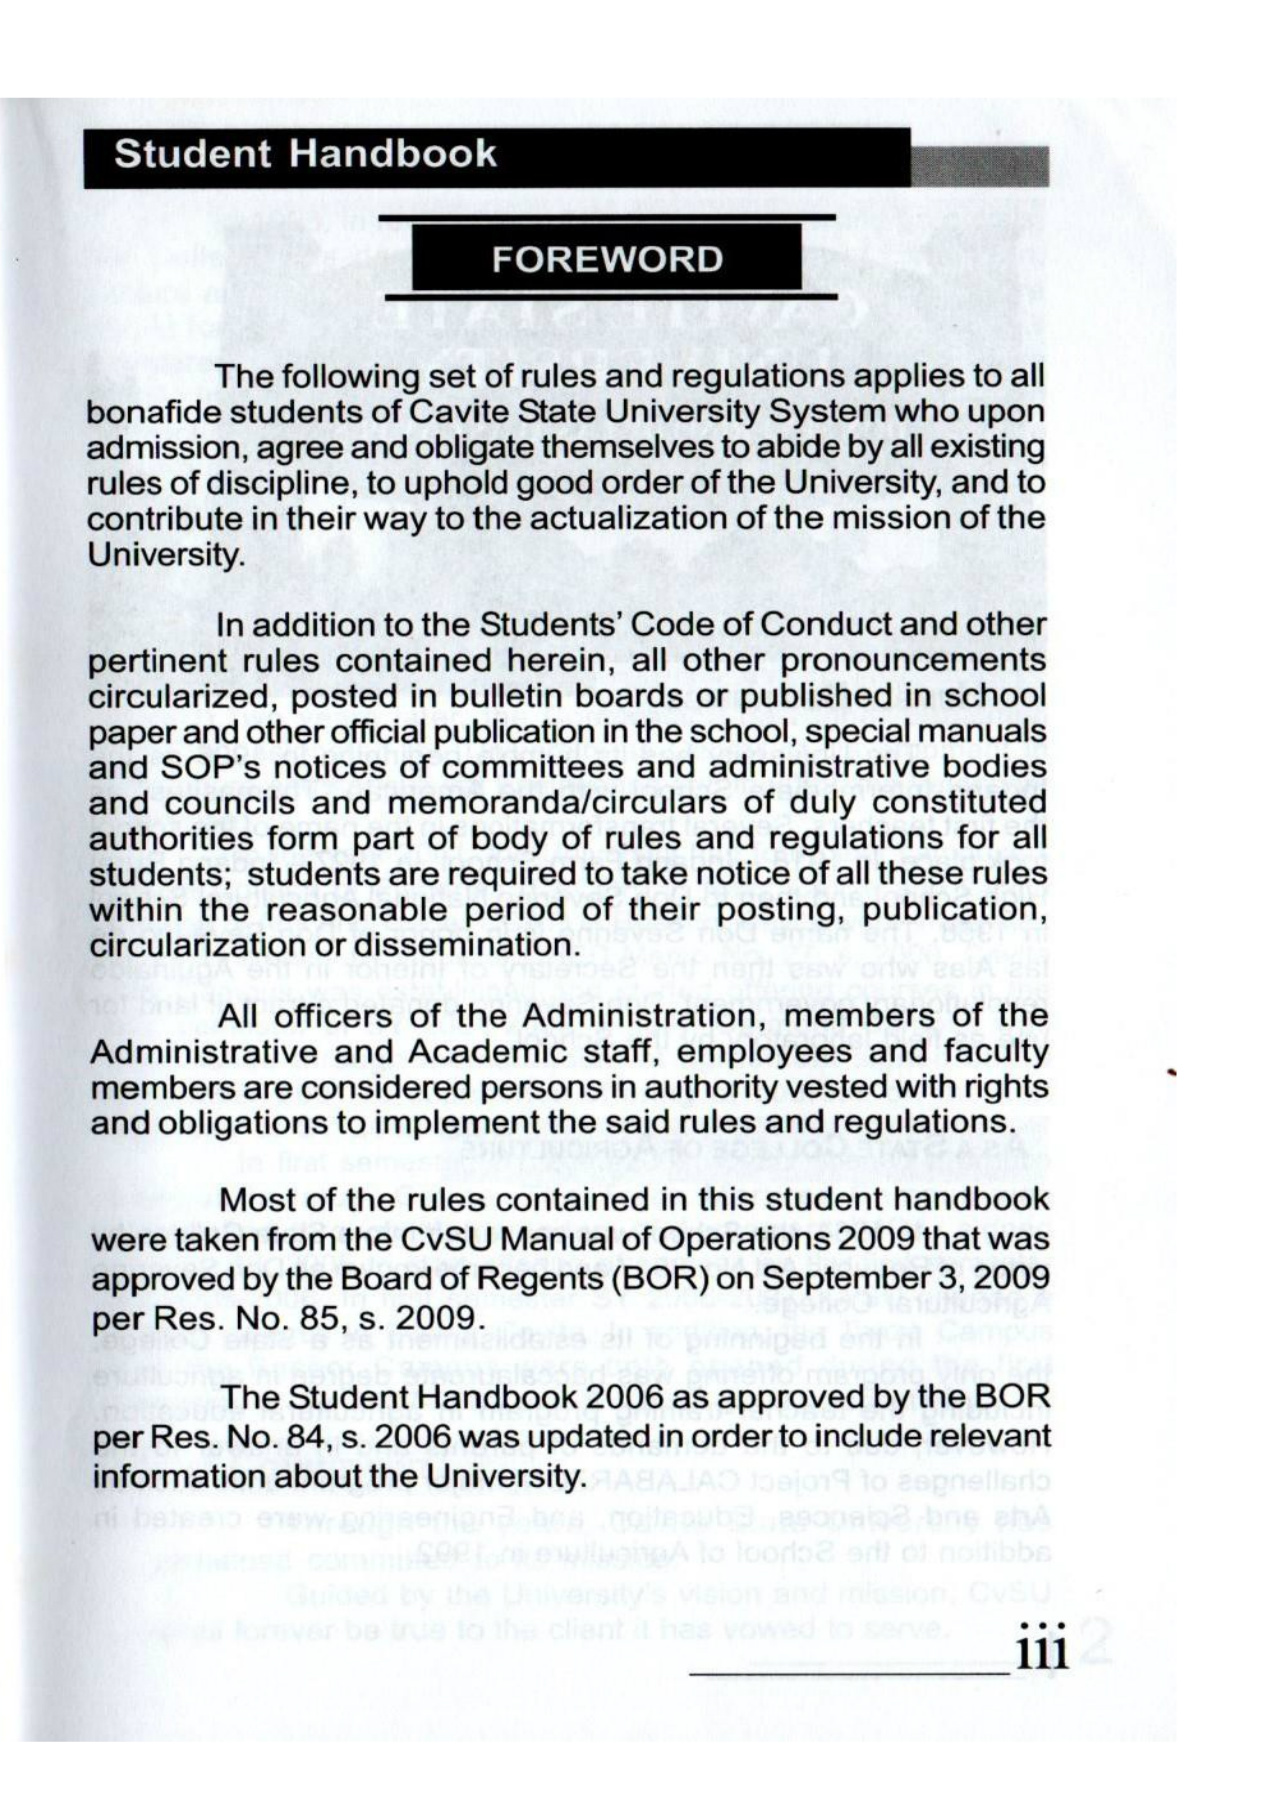 Student Handbook
FOREWORD
The following set of rules and regulations applies to all
bonafide students of Cavite State University System who upon
admission, agree and obligate themselves to abide by all existing
rules of discipline, to uphold good order of the University, and to
contribute in their way to the actualization of the mission of the
University.
In addition to the Students' Code of Conduct and other
pertinent rules contained herein, all other pronouncements
circularized, posted in bulletin boards or published in school
paper and other official publication in the school, special manuals
and SOP's notices of committees and administrative bodies
and councils and memoranda/circulars of duly constituted
authorities form part of body of rules and regulations for all
students; students are required to take notice of all these rules
within the reasonable period of their posting, publication,
circularization or dissemination.
All officers of the Administration, members of the
Administrative and Academic staff, employees and faculty
members are considered persons in authority vested with rights
and obligations to implement the said rules and regulations.
Most of the rules contained in this student handbook
were taken from the CvSU Manual of Operations 2009 that was
approved by the Board of Regents (BOR) on September 3, 2009
per Res. No. 85, s. 2009.
The Student Handbook 2006 as approved by the BOR
per Res. No. 84, s. 2006 was updated in order to include relevant
information about the University.
iii